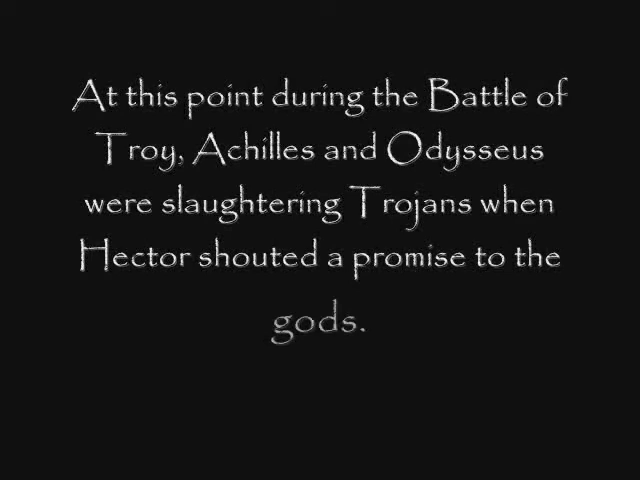 At this point during the Battle of
Troy, Achilles and Odysseus
were slaughtering Trojans when
Hector shouted a promise to the
gods.